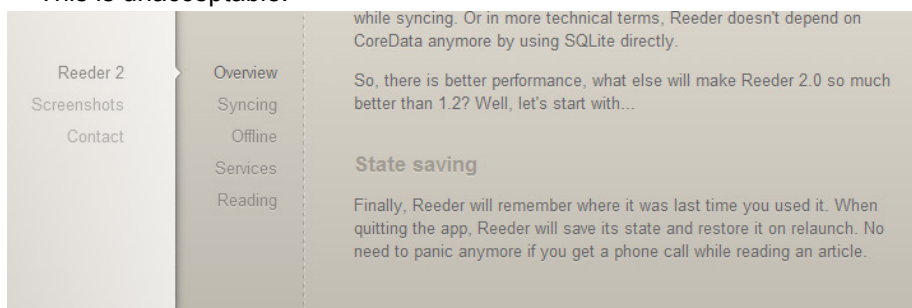 This is unacceptable.
Reeder 2
Screenshots
Contact
Overview
Syncing
Offline
Services
Reading
while syncing. Or in more technical terms, Reeder doesn't depend on
CoreData anymore by using SQLite directly.
So, there is better performance, what else will make Reeder 2.0 so much
better than 1.2? Well, let's start with...
State saving
Finally, Reeder will remember where it was last time you used it. When
quitting the app, Reeder will save its state and restore it on relaunch. No
need to panic anymore if you get a phone call while reading an article.